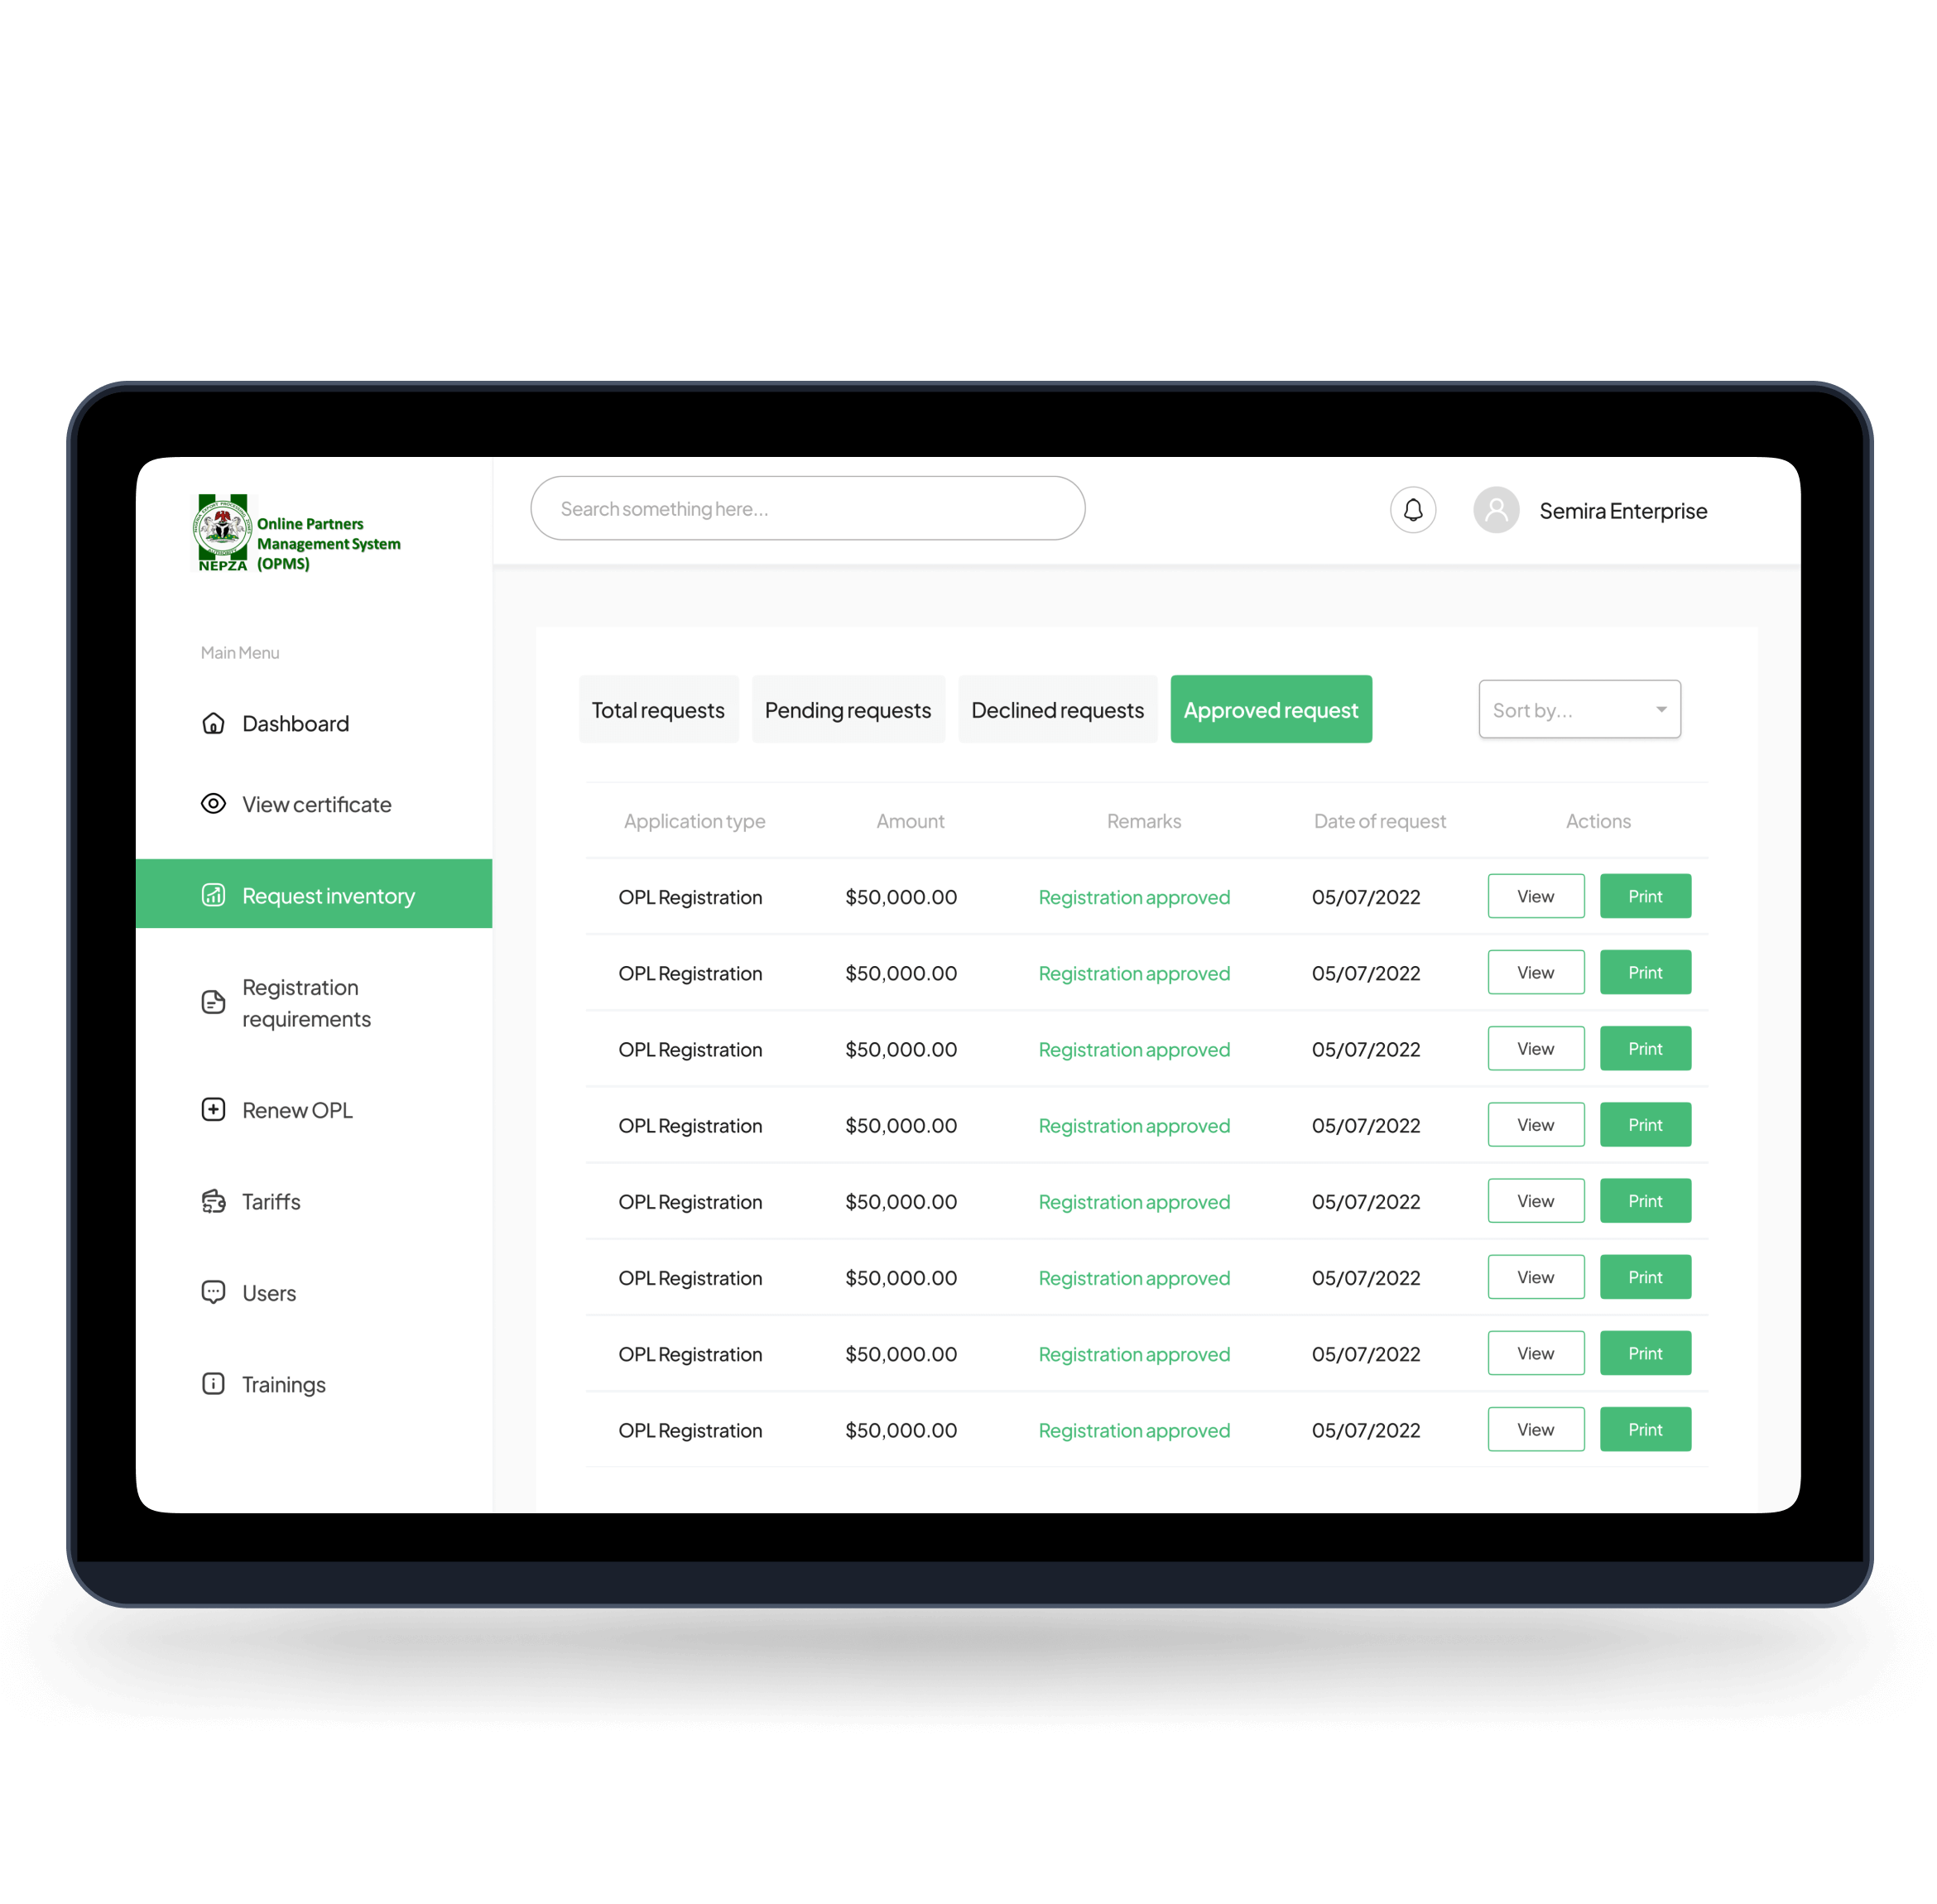 Online Partners
Management System
(OPMS)
NEPZA
Search something here...
Semira Enterprise
Main Menu
Dashboard
View certificate
Request inventory
Registration
requirements
Renew OPL
Tariffs
Users
Trainings
Total requests Pending requests Declined requests Approved request Sort by...
Application type Amount Remarks Date of request Actions
OPL Registration $50,000.00 Registration approved 05/07/2022 View Print
OPL Registration $50,000.00 Registration approved 05/07/2022 View Print
OPL Registration $50,000.00 Registration approved 05/07/2022 View Print
OPL Registration $50,000.00 Registration approved 05/07/2022 View Print
OPL Registration $50,000.00 Registration approved 05/07/2022 View Print
OPL Registration $50,000.00 Registration approved 05/07/2022 View Print
OPL Registration $50,000.00 Registration approved 05/07/2022 View Print
OPL Registration $50,000.00 Registration approved 05/07/2022 View Print